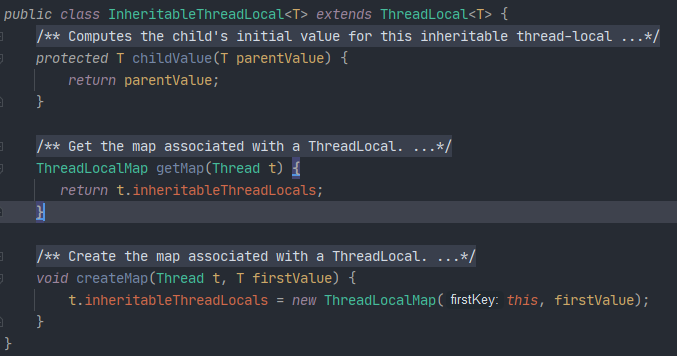 public class InheritableThreadLocal<T> extends ThreadLocal<T> {
/** Computes the child's initial value for this inheritable thread-local ...*/
protected T childValue(T parentValue) {
return parentValue;
}
/** Get the map associated with a ThreadLocal. ...*/
ThreadLocalMap getMap(Thread t) {
return t.inheritableThreadLocals;
}
/** Create the map associated with a ThreadLocal. ...*/
void createMap(Thread t, T firstValue) {
t.inheritableThreadLocals = new ThreadLocalMap( firstKey: this, firstValue);
}
}